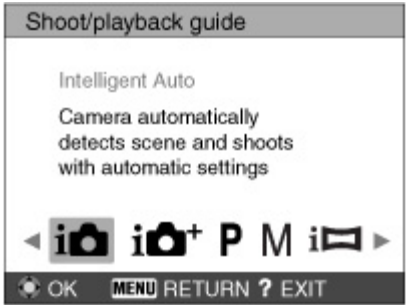 Shoot/playback guide
Intelligent Auto
Camera automatically
detects scene and shoots
with automatic settings
i i+ P M i
OK MENU RETURN ? EXIT